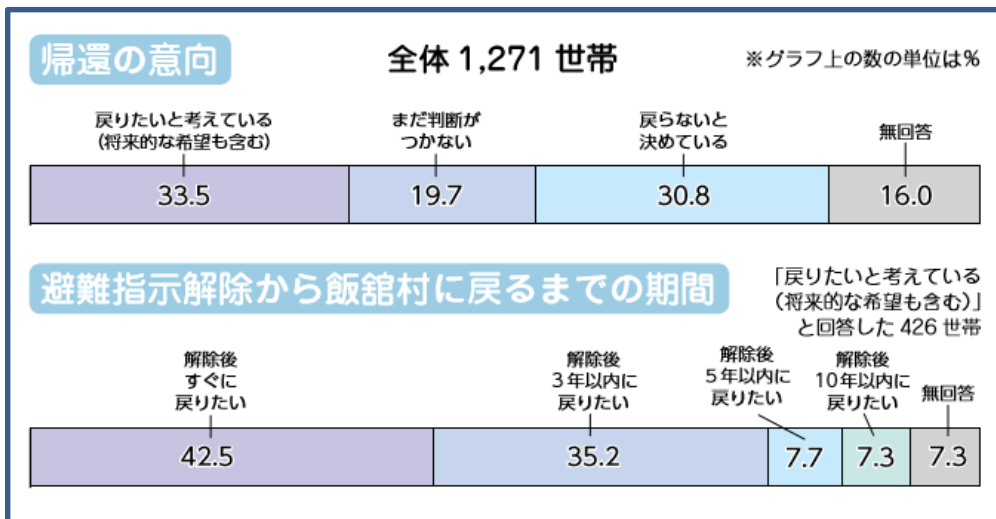 帰還の意向
全体 1,271 世帯
※グラフ上の数の単位は%
戻りたいと考えている
(将来的な希望も含む)
まだ判断が
つかない
戻らないと
決めている
無回答
33.5
19.7
30.8
16.0
避難指示解除から飯舘村に戻るまでの期間
「戻りたいと考えている
(将来的な希望も含む)」
と回答した 426 世帯
解除後
すぐに
戻りたい
解除後
3年以内に
戻りたい
解除後
5年以内に
戻りたい
解除後
10年以内に
戻りたい
無回答
42.5
35.2
7.7
7.3
7.3